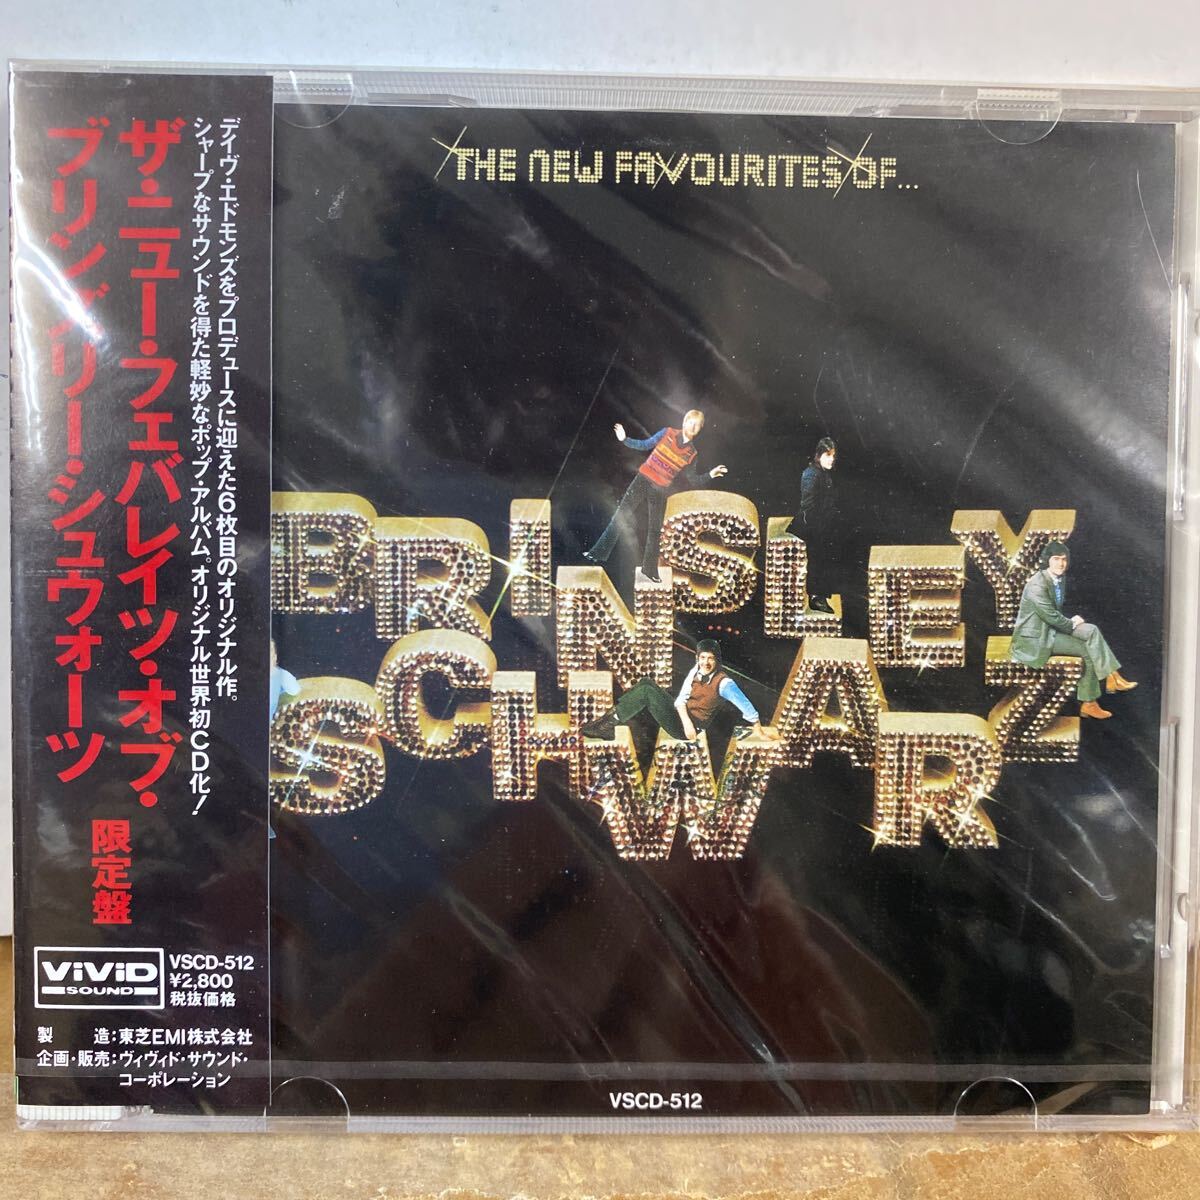 ザ・ニュー・フェバレイツ・オブ・
ブリンズリー・シュウォーツ
限定盤
デイヴ・エドモンズをプロデュースに迎えた6枚目のオリジナル作。
シャープなサウンドを得た軽妙なポップ・アルバム。オリジナル世界初CD化!
ViViD
SOUND
VSCD-512
¥2,800
税抜価格
製　造:東芝EMI株式会社
企画・販売:ヴィヴィド・サウンド・
コーポレーション
THE NEW FAVOURITES OF...
BRINSLEY
SCHWARZ
VSCD-512